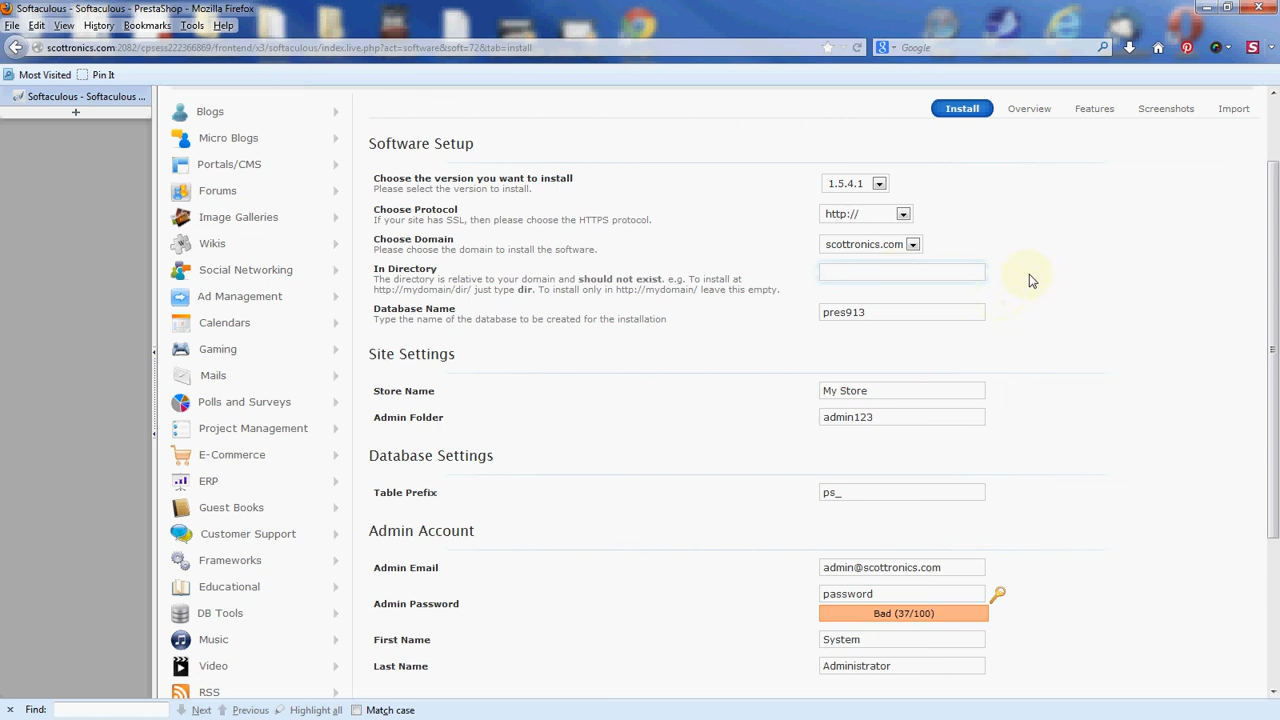 Softaculous - Softaculous - PrestaShop - Mozilla Firefox
File Edit View History Bookmarks Tools Help
scottronics.com:2082/cpsess222366869/frontend/x3/softaculous/index.live.php?act=software&soft=72&tab=install
Google
Most Visited Pin It
Softaculous - Softaculous ...
+
Install Overview Features Screenshots Import
Blogs
Micro Blogs
Portals/CMS
Forums
Image Galleries
Wikis
Social Networking
Ad Management
Calendars
Gaming
Mails
Polls and Surveys
Project Management
E-Commerce
ERP
Guest Books
Customer Support
Frameworks
Educational
DB Tools
Music
Video
RSS
Software Setup
Choose the version you want to install
Please select the version to install.
1.5.4.1
Choose Protocol
If your site has SSL, then please choose the HTTPS protocol.
http://
Choose Domain
Please choose the domain to install the software.
scottronics.com
In Directory
The directory is relative to your domain and should not exist. e.g. To install at
http://mydomain/dir/ just type dir. To install only in http://mydomain/ leave this empty.
Database Name
Type the name of the database to be created for the installation
pres913
Site Settings
Store Name
My Store
Admin Folder
admin123
Database Settings
Table Prefix
ps_
Admin Account
Admin Email
admin@scottronics.com
Admin Password
password
Bad (37/100)
First Name
System
Last Name
Administrator
Find: Next Previous Highlight all Match case